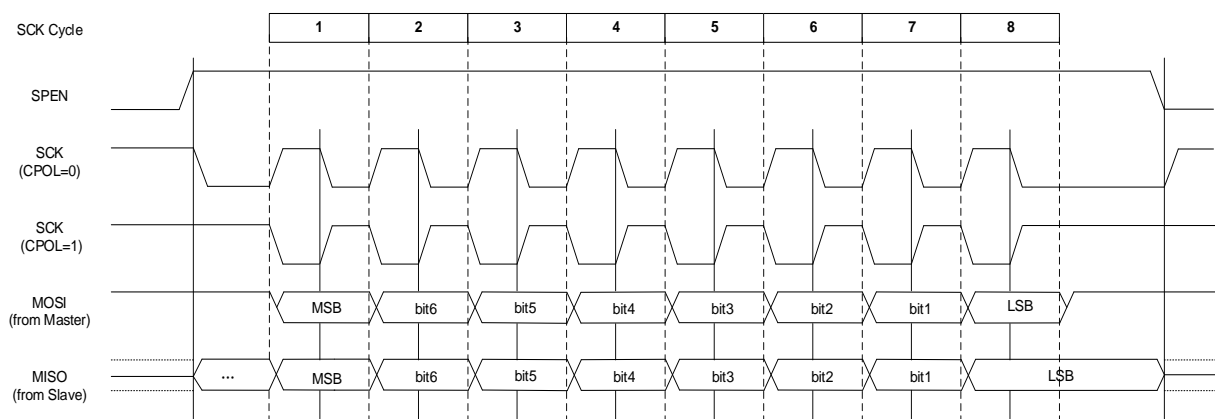 SCK Cycle 1 2 3 4 5 6 7 8
SPEN
SCK
(CPOL=0)
SCK
(CPOL=1)
MOSI
(from Master)
MSB bit6 bit5 bit4 bit3 bit2 bit1 LSB
MISO
(from Slave)
... MSB bit6 bit5 bit4 bit3 bit2 bit1 LSB